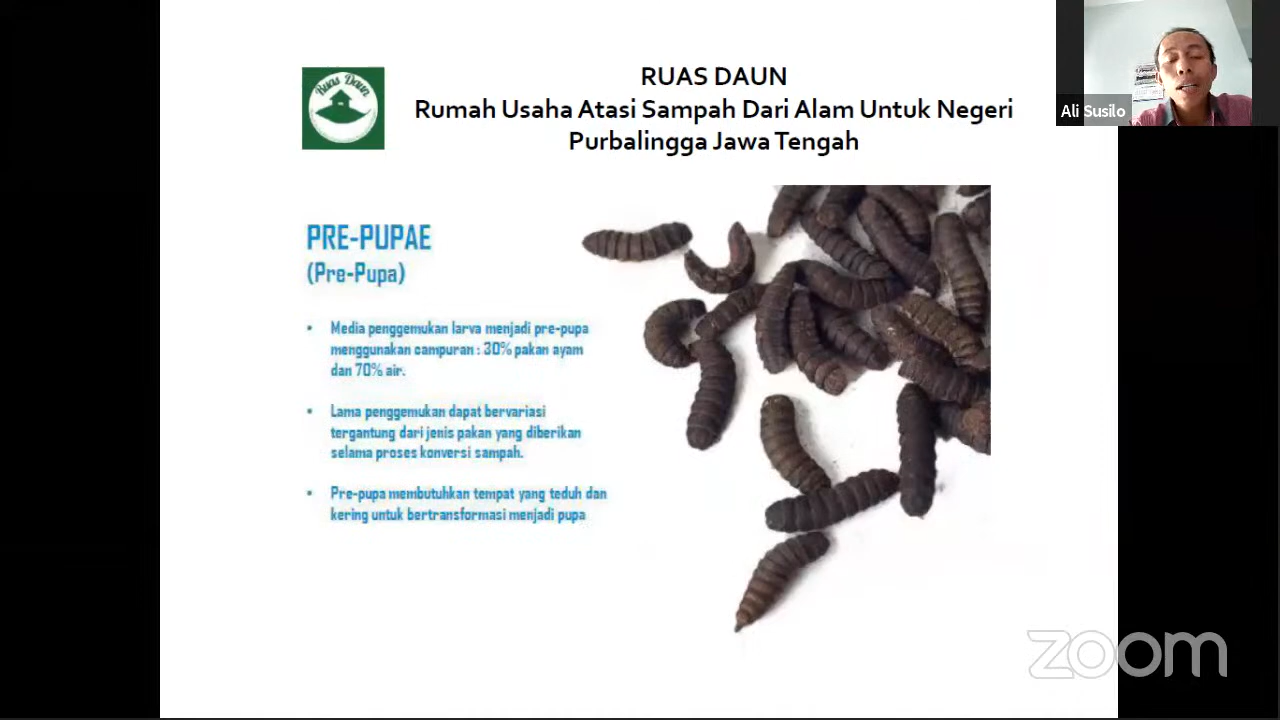 RUAS DAUN
Rumah Usaha Atasi Sampah Dari Alam Untuk Negeri
Purbalingga Jawa Tengah
Ruas Daun
Ali Susilo
PRE-PUPAE
(Pre-Pupa)
• Media penggemukan larva menjadi pre-pupa
menggunakan campuran : 30% pakan ayam
dan 70% air.
• Lama penggemukan dapat bervariasi
tergantung dari jenis pakan yang diberikan
selama proses konversi sampah.
• Pre-pupa membutuhkan tempat yang teduh dan
kering untuk bertransformasi menjadi pupa
zoom